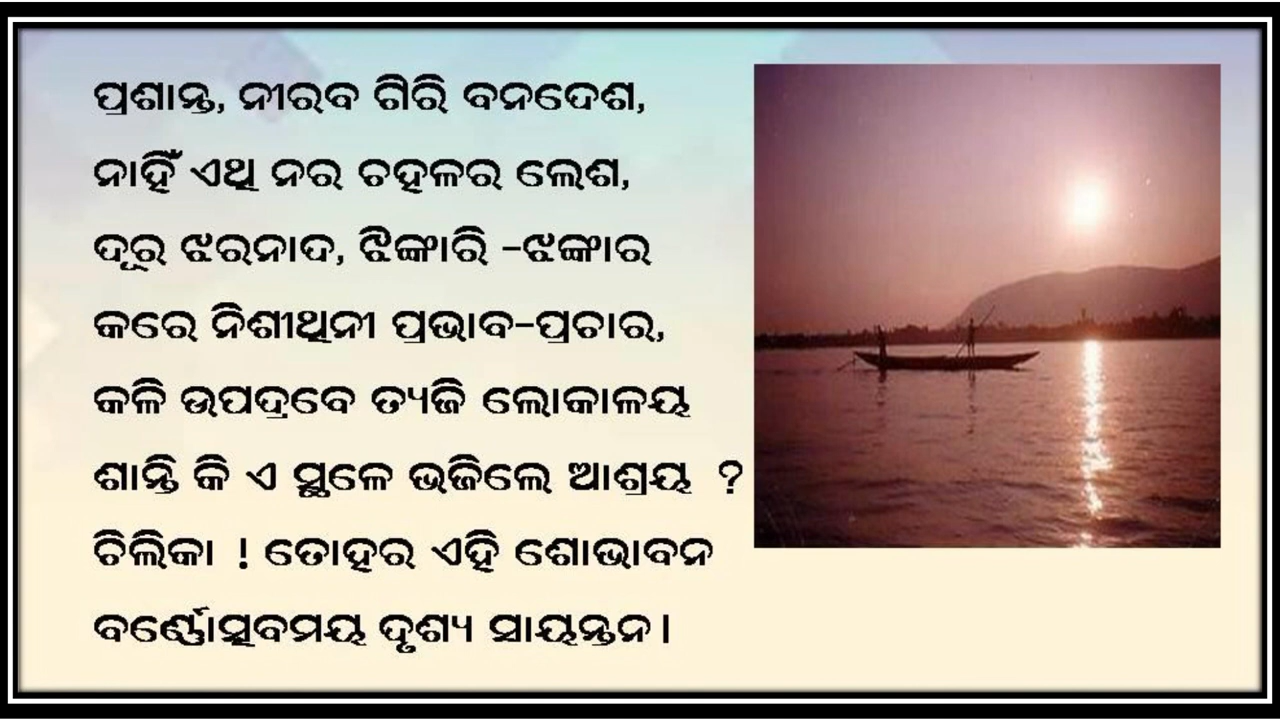 ପ୍ରଶାନ୍ତ, ନୀରବ ଗିରି ବନଦେଶ,
ନାହିଁ ଏଥି ନର ଚହଳର ଲେଶ,
ଦୂର ଝରନାଦ, ଝିଙ୍କାରି -ଝଙ୍କାର
କରେ ନିଶୀଥିନୀ ପ୍ରଭାବ-ପ୍ରଚାର,
କଳି ଉପଦ୍ରବେ ତ୍ୟଜି ଲୋକାଳୟ
ଶାନ୍ତି କି ଏ ସ୍ଥଳେ ଭଜିଲେ ଆଶ୍ରୟ ?
ଚିଲିକା ! ତୋହର ଏହି ଶୋଭାବନ
ବର୍ଣ୍ଣୋତ୍ସବମୟ ଦୃଶ୍ୟ ସାୟନ୍ତନ।